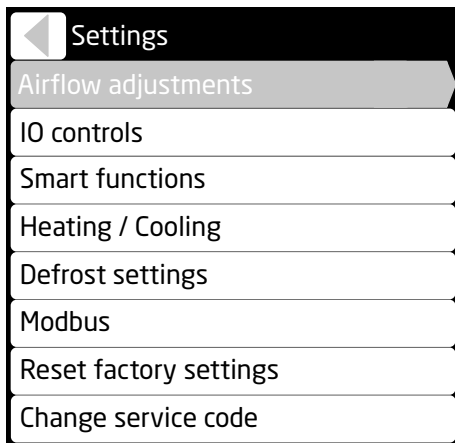 Settings
Airflow adjustments
IO controls
Smart functions
Heating / Cooling
Defrost settings
Modbus
Reset factory settings
Change service code